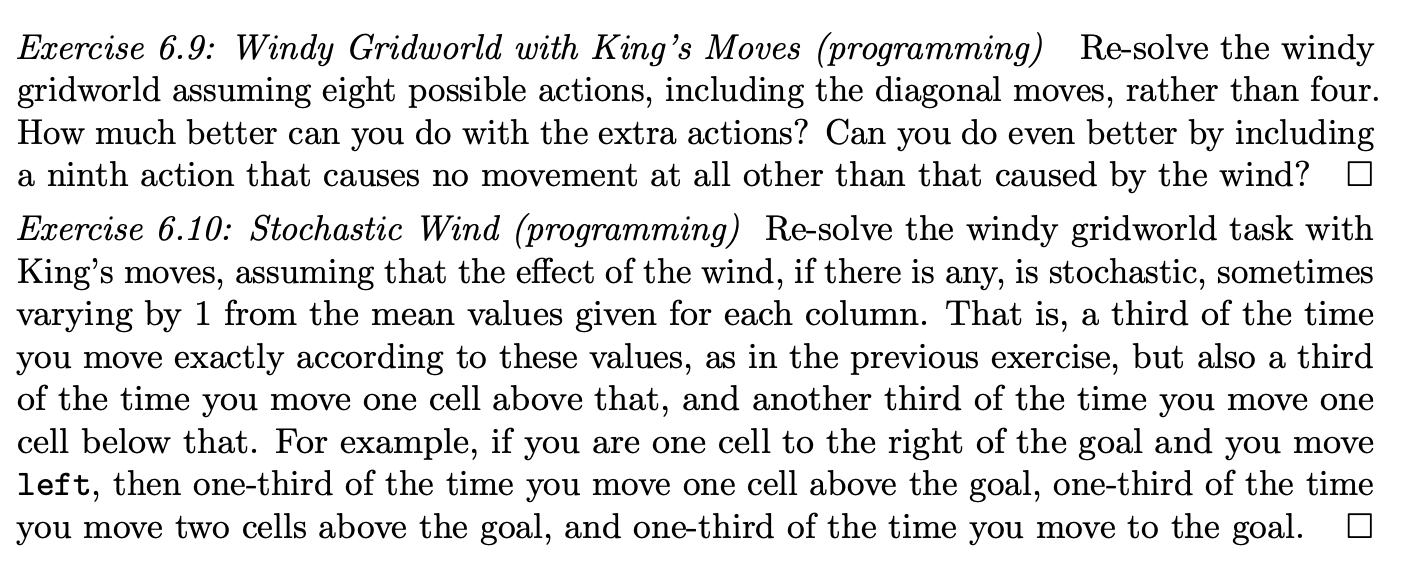 Exercise 6.9: Windy Gridworld with King's Moves (programming) Re-solve the windy
gridworld assuming eight possible actions, including the diagonal moves, rather than four.
How much better can you do with the extra actions? Can you do even better by including
a ninth action that causes no movement at all other than that caused by the wind? □
Exercise 6.10: Stochastic Wind (programming) Re-solve the windy gridworld task with
King's moves, assuming that the effect of the wind, if there is any, is stochastic, sometimes
varying by 1 from the mean values given for each column. That is, a third of the time
you move exactly according to these values, as in the previous exercise, but also a third
of the time you move one cell above that, and another third of the time you move one
cell below that. For example, if you are one cell to the right of the goal and you move
left, then one-third of the time you move one cell above the goal, one-third of the time
you move two cells above the goal, and one-third of the time you move to the goal. □